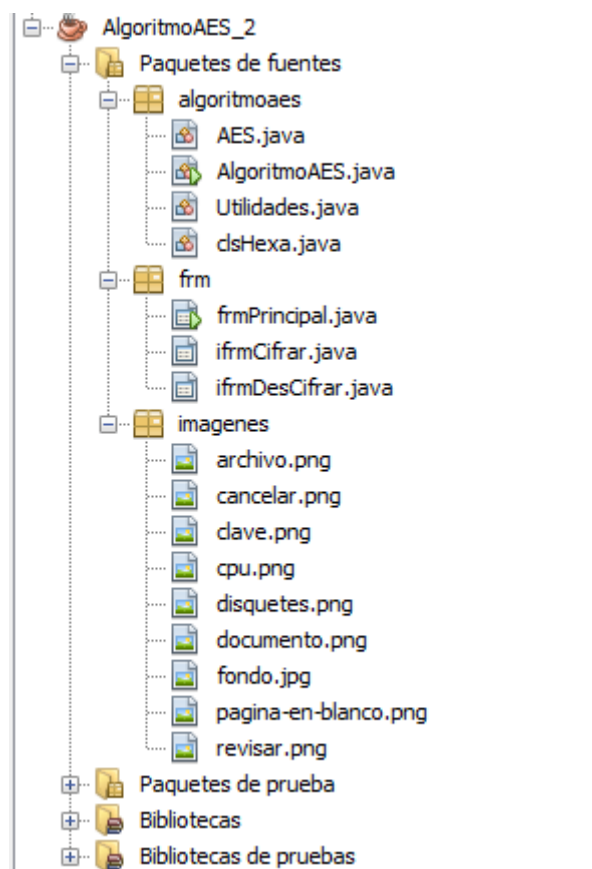 AlgoritmoAES_2
Paquetes de fuentes
algoritmoaes
AES.java
AlgoritmoAES.java
Utilidades.java
clsHexa.java
frm
frmPrincipal.java
ifrmCifrar.java
ifrmDesCifrar.java
imagenes
archivo.png
cancelar.png
clave.png
cpu.png
disquetes.png
documento.png
fondo.jpg
pagina-en-blanco.png
revisar.png
Paquetes de prueba
Bibliotecas
Bibliotecas de pruebas